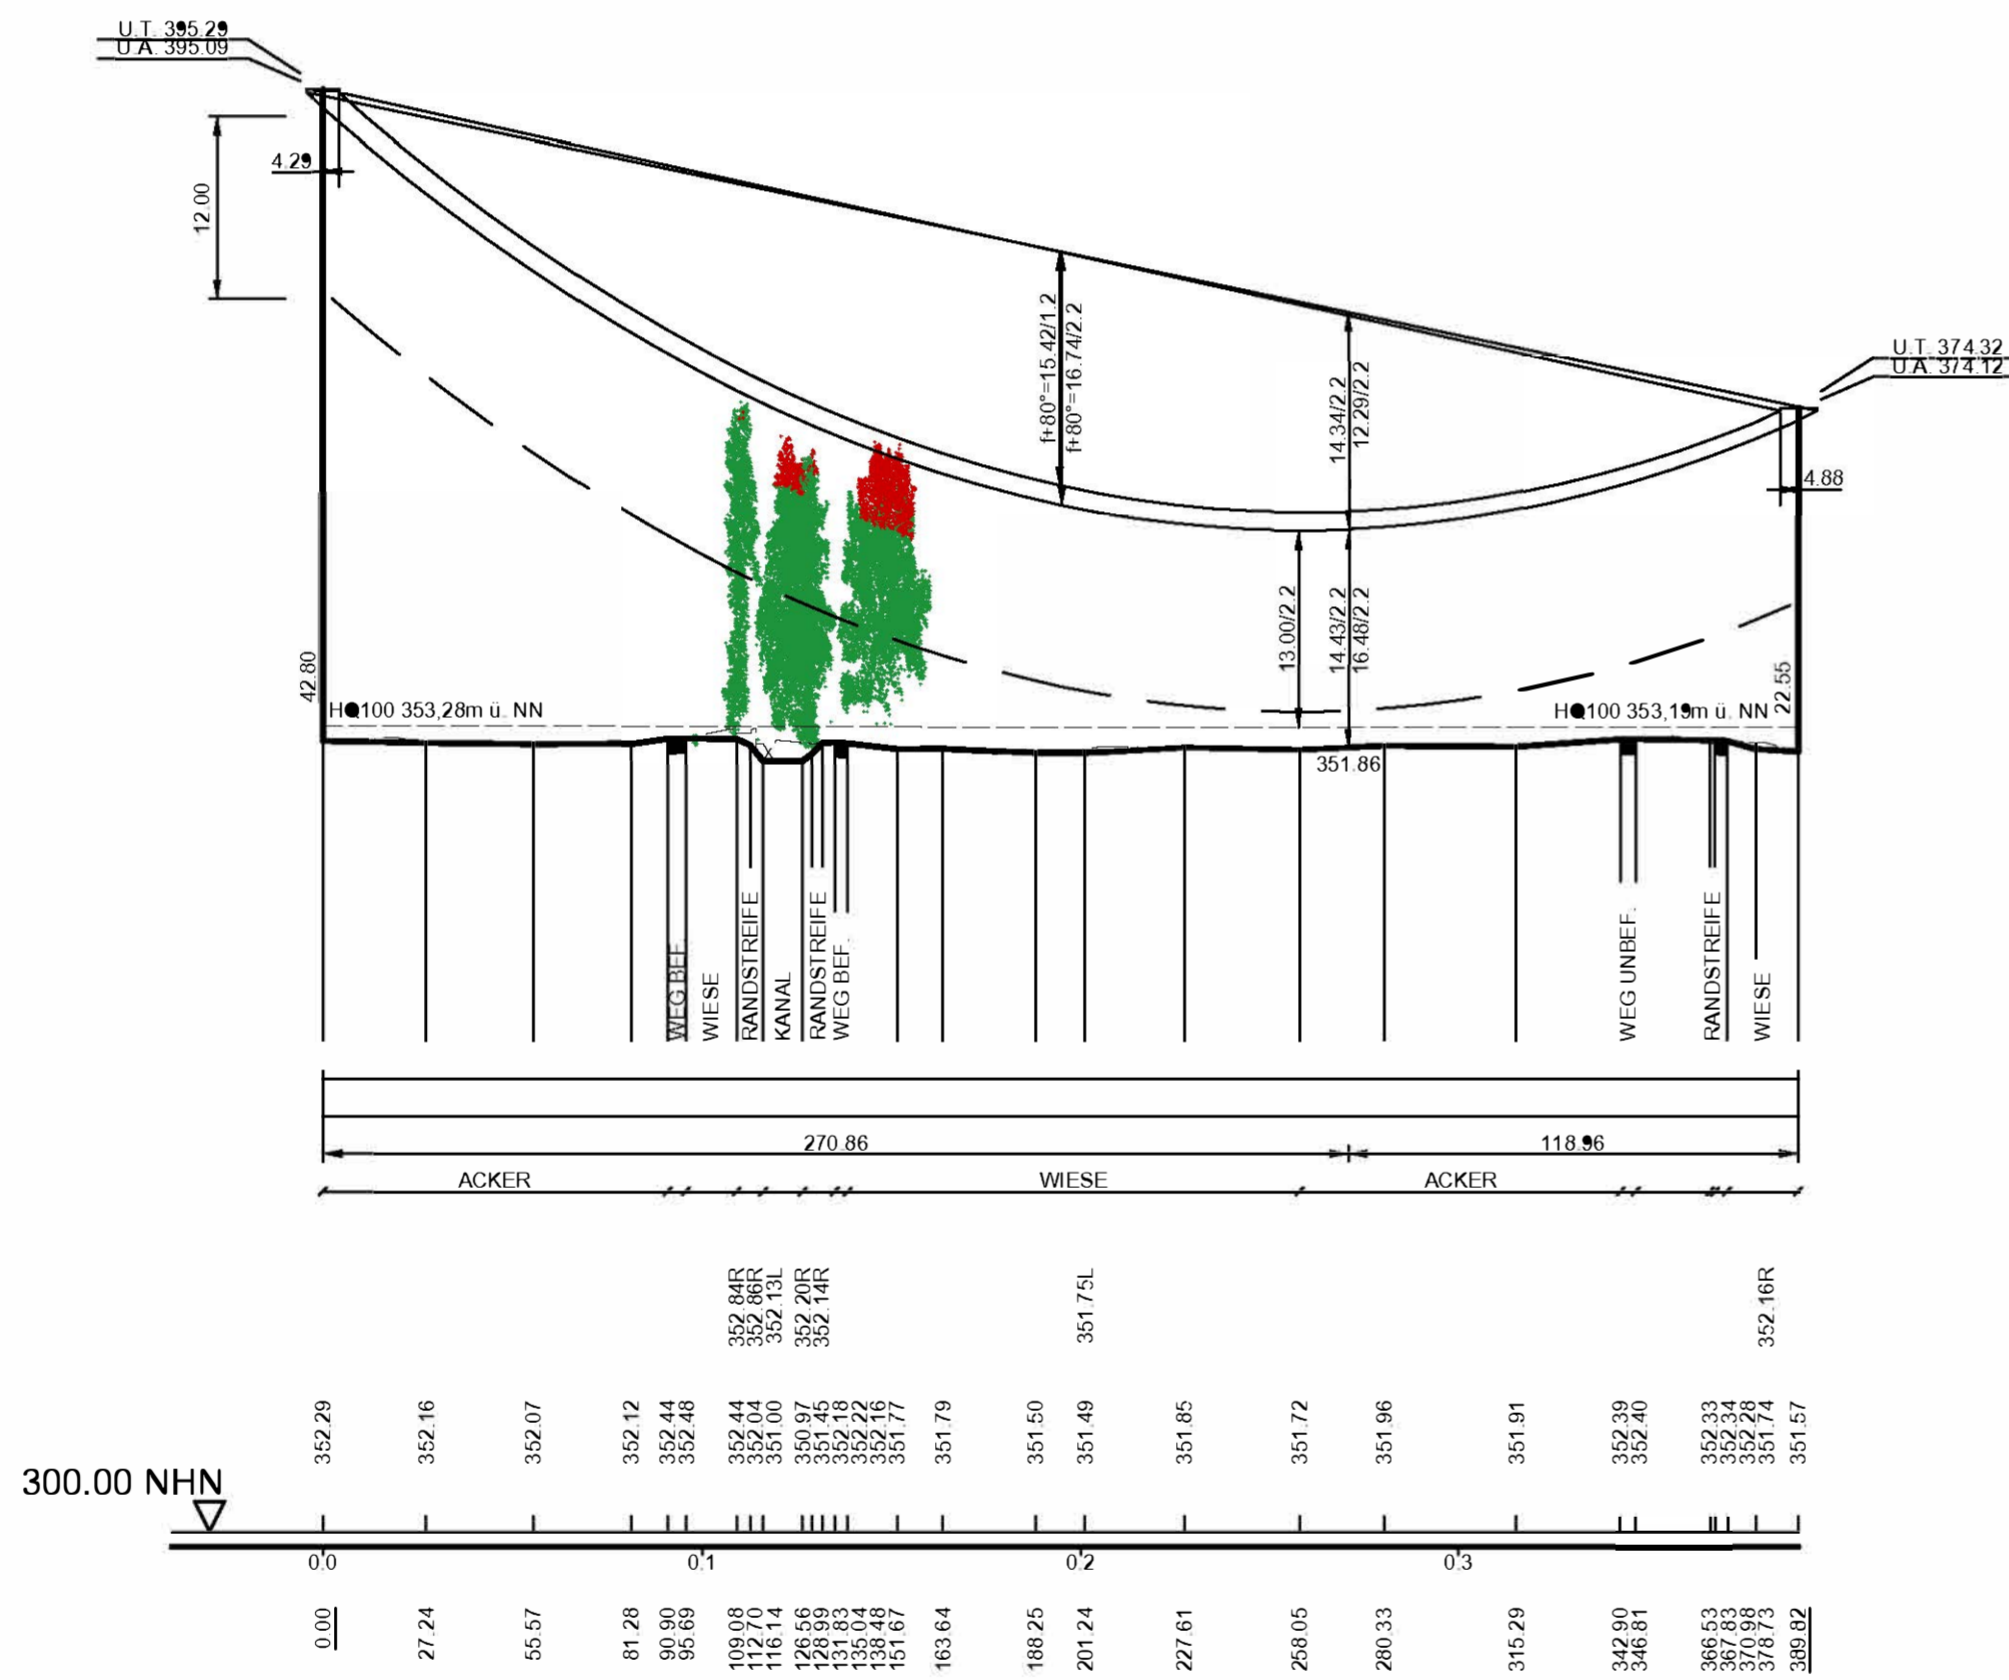 U.T. 395.29
U.A. 395.09
12.00
4.29
f+80°=15.42/1.2
f+80°=16.74/2.2
14.34/2.2
12.29/2.2
U.T. 374.32
U.A. 374.12
4.88
13.00/2.2
14.43/2.2
16.48/2.2
42.80
22.55
HQ100 353,28m ü. NN
HQ100 353,19m ü. NN
351.86
WEG BEF.
WIESE
RANDSTREIFE
KANAL
RANDSTREIFE
WEG BEF.
WEG UNBEF.
RANDSTREIFE
WIESE
270.86
118.96
ACKER
WIESE
ACKER
352.84R
352.86R
352.13L
352.20R
352.14R
351.75L
352.16R
352.29
352.16
352.07
352.12
352.44
352.48
352.44
352.04
351.00
350.97
351.45
352.18
352.22
352.16
351.77
351.79
351.50
351.49
351.85
351.72
351.96
351.91
352.39
352.40
352.33
352.34
352.28
351.74
351.57
300.00 NHN
0.0
0.1
0.2
0.3
0.00
27.24
55.57
81.28
90.90
95.69
109.08
112.70
116.14
126.56
128.99
131.83
135.04
138.48
151.67
163.64
188.25
201.24
227.61
258.05
280.33
315.29
342.90
346.81
366.53
367.83
370.98
378.73
389.82